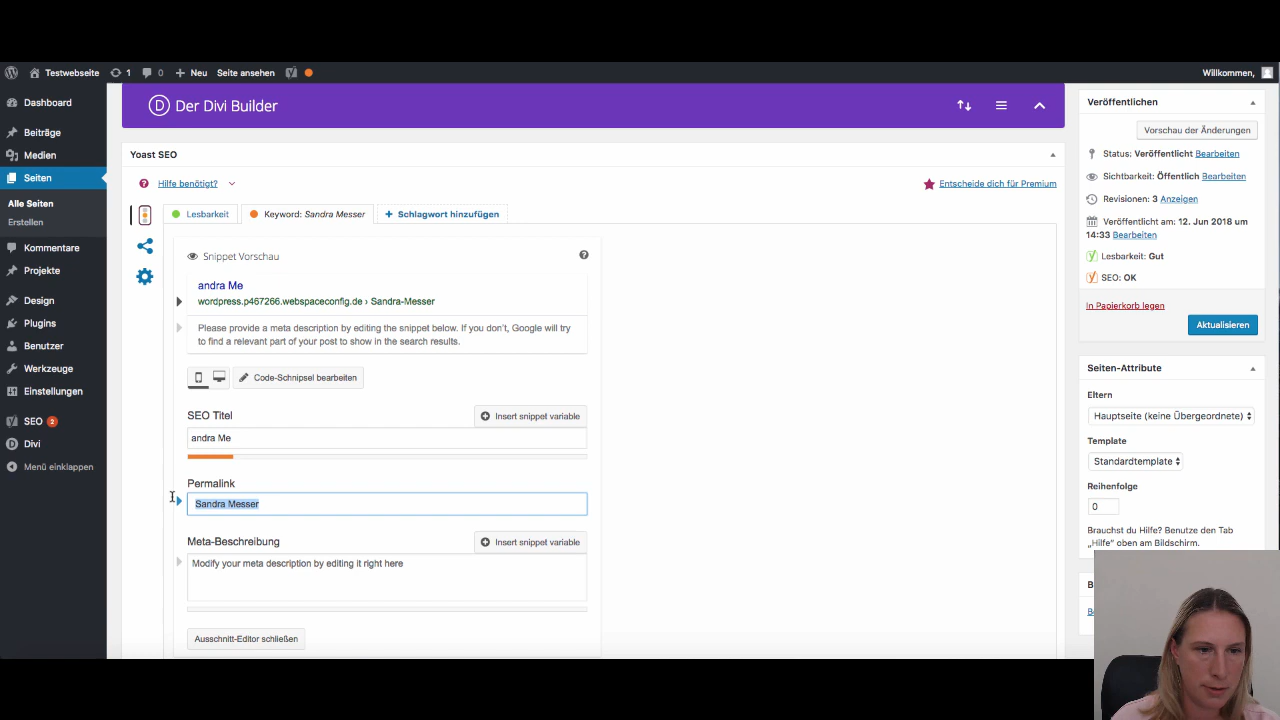 Testwebseite 1 0 Neu Seite ansehen Willkommen,
Dashboard
Beiträge
Medien
Seiten
Alle Seiten
Erstellen
Kommentare
Projekte
Design
Plugins
Benutzer
Werkzeuge
Einstellungen
SEO 2
Divi
Menü einklappen
D Der Divi Builder
Yoast SEO
Hilfe benötigt?
Entscheide dich für Premium
Lesbarkeit
Keyword: Sandra Messer
Schlagwort hinzufügen
Snippet Vorschau
andra Me
wordpress.p467266.webspaceconfig.de › Sandra-Messer
Please provide a meta description by editing the snippet below. If you don't, Google will try
to find a relevant part of your post to show in the search results.
Code-Schnipsel bearbeiten
SEO Titel
Insert snippet variable
andra Me
Permalink
Sandra Messer
Meta-Beschreibung
Insert snippet variable
Modify your meta description by editing it right here
Ausschnitt-Editor schließen
Veröffentlichen
Vorschau der Änderungen
Status: Veröffentlicht Bearbeiten
Sichtbarkeit: Öffentlich Bearbeiten
Revisionen: 3 Anzeigen
Veröffentlicht am: 12. Jun 2018 um
14:33 Bearbeiten
Lesbarkeit: Gut
SEO: OK
In Papierkorb legen
Aktualisieren
Seiten-Attribute
Eltern
Hauptseite (keine Übergeordnete)
Template
Standardtemplate
Reihenfolge
0
Brauchst du Hilfe? Benutze den Tab
„Hilfe“ oben am Bildschirm.